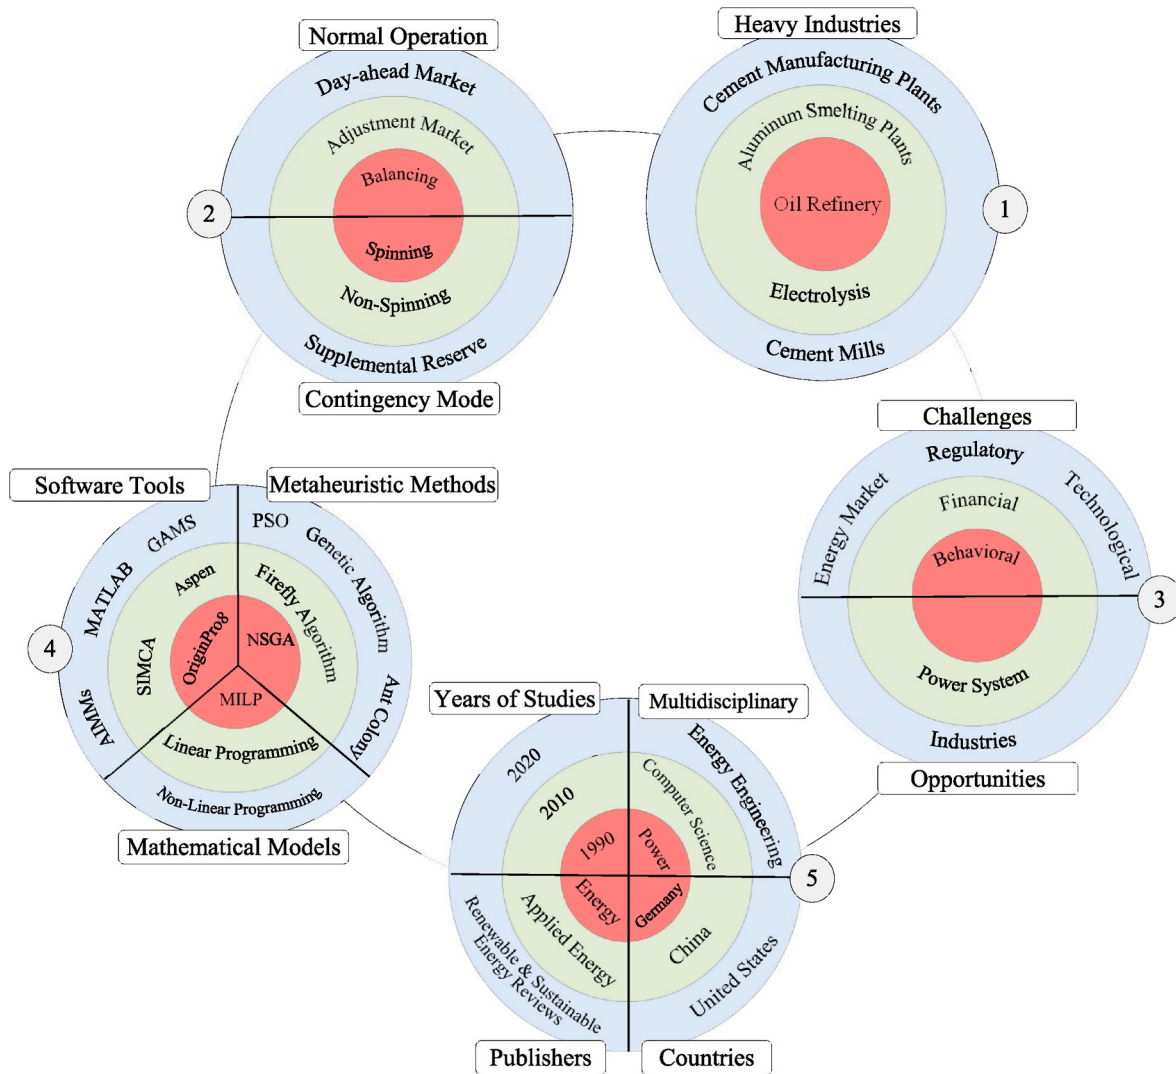 Normal Operation
Day-ahead Market
Adjustment Market
Balancing
2
Spinning
Non-Spinning
Supplemental Reserve
Contingency Mode
Heavy Industries
Cement Manufacturing Plants
Aluminum Smelting Plants
Oil Refinery
1
Electrolysis
Cement Mills
Challenges
Regulatory
Energy Market
Technological
Financial
Behavioral
3
Power System
Industries
Opportunities
Software Tools
GAMS
MATLAB
AIMMs
Aspen
SIMCA
OriginPro8
4
Metaheuristic Methods
PSO
Genetic Algorithm
Ant Colony
Firefly Algorithm
NSGA
MILP
Linear Programming
Non-Linear Programming
Mathematical Models
Years of Studies
2020
2010
1990
Multidisciplinary
Energy Engineering
Computer Science
Power
5
Energy
Applied Energy
Renewable & Sustainable
Energy Reviews
Publishers
Germany
China
United States
Countries